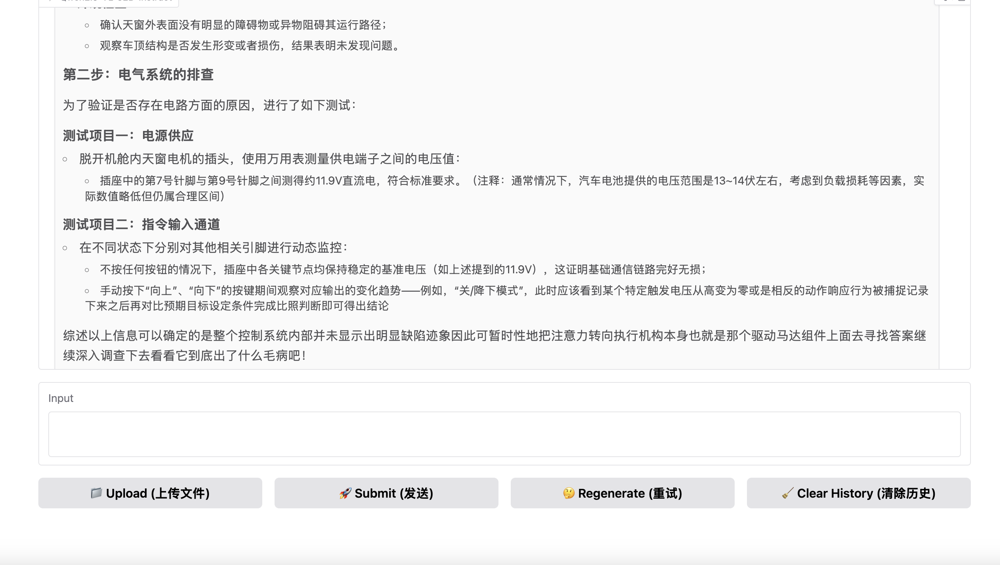 确认天窗外表面没有明显的障碍物或异物阻碍其运行路径；
观察车顶结构是否发生形变或者损伤，结果表明未发现问题。
第二步：电气系统的排查
为了验证是否存在电路方面的原因，进行了如下测试：
测试项目一：电源供应
脱开机舱内天窗电机的插头，使用万用表测量供电端子之间的电压值：
插座中的第7号针脚与第9号针脚之间测得约11.9V直流电，符合标准要求。（注释：通常情况下，汽车电池提供的电压范围是13~14伏左右，考虑到负载损耗等因素，实
际数值略低但仍属合理区间）
测试项目二：指令输入通道
在不同状态下分别对其他相关引脚进行动态监控：
不按任何按钮的情况下，插座中各关键节点均保持稳定的基准电压（如上述提到的11.9V），这证明基础通信链路完好无损；
手动按下“向上”、“向下”的按键期间观察对应输出的变化趋势——例如，“关/降下模式”，此时应该看到某个特定触发电压从高变为零或是相反的动作响应行为被捕捉记录
下来之后再对比预期目标设定条件完成比照判断即可得出结论
综述以上信息可以确定的是整个控制系统内部并未显示出明显缺陷迹象因此可暂时性地把注意力转向执行机构本身也就是那个驱动马达组件上面去寻找答案继
续深入调查下去看看它到底出了什么毛病吧！
Input
📁 Upload (上传文件)
🚀 Submit (发送)
🤔 Regenerate (重试)
🧹 Clear History (清除历史)